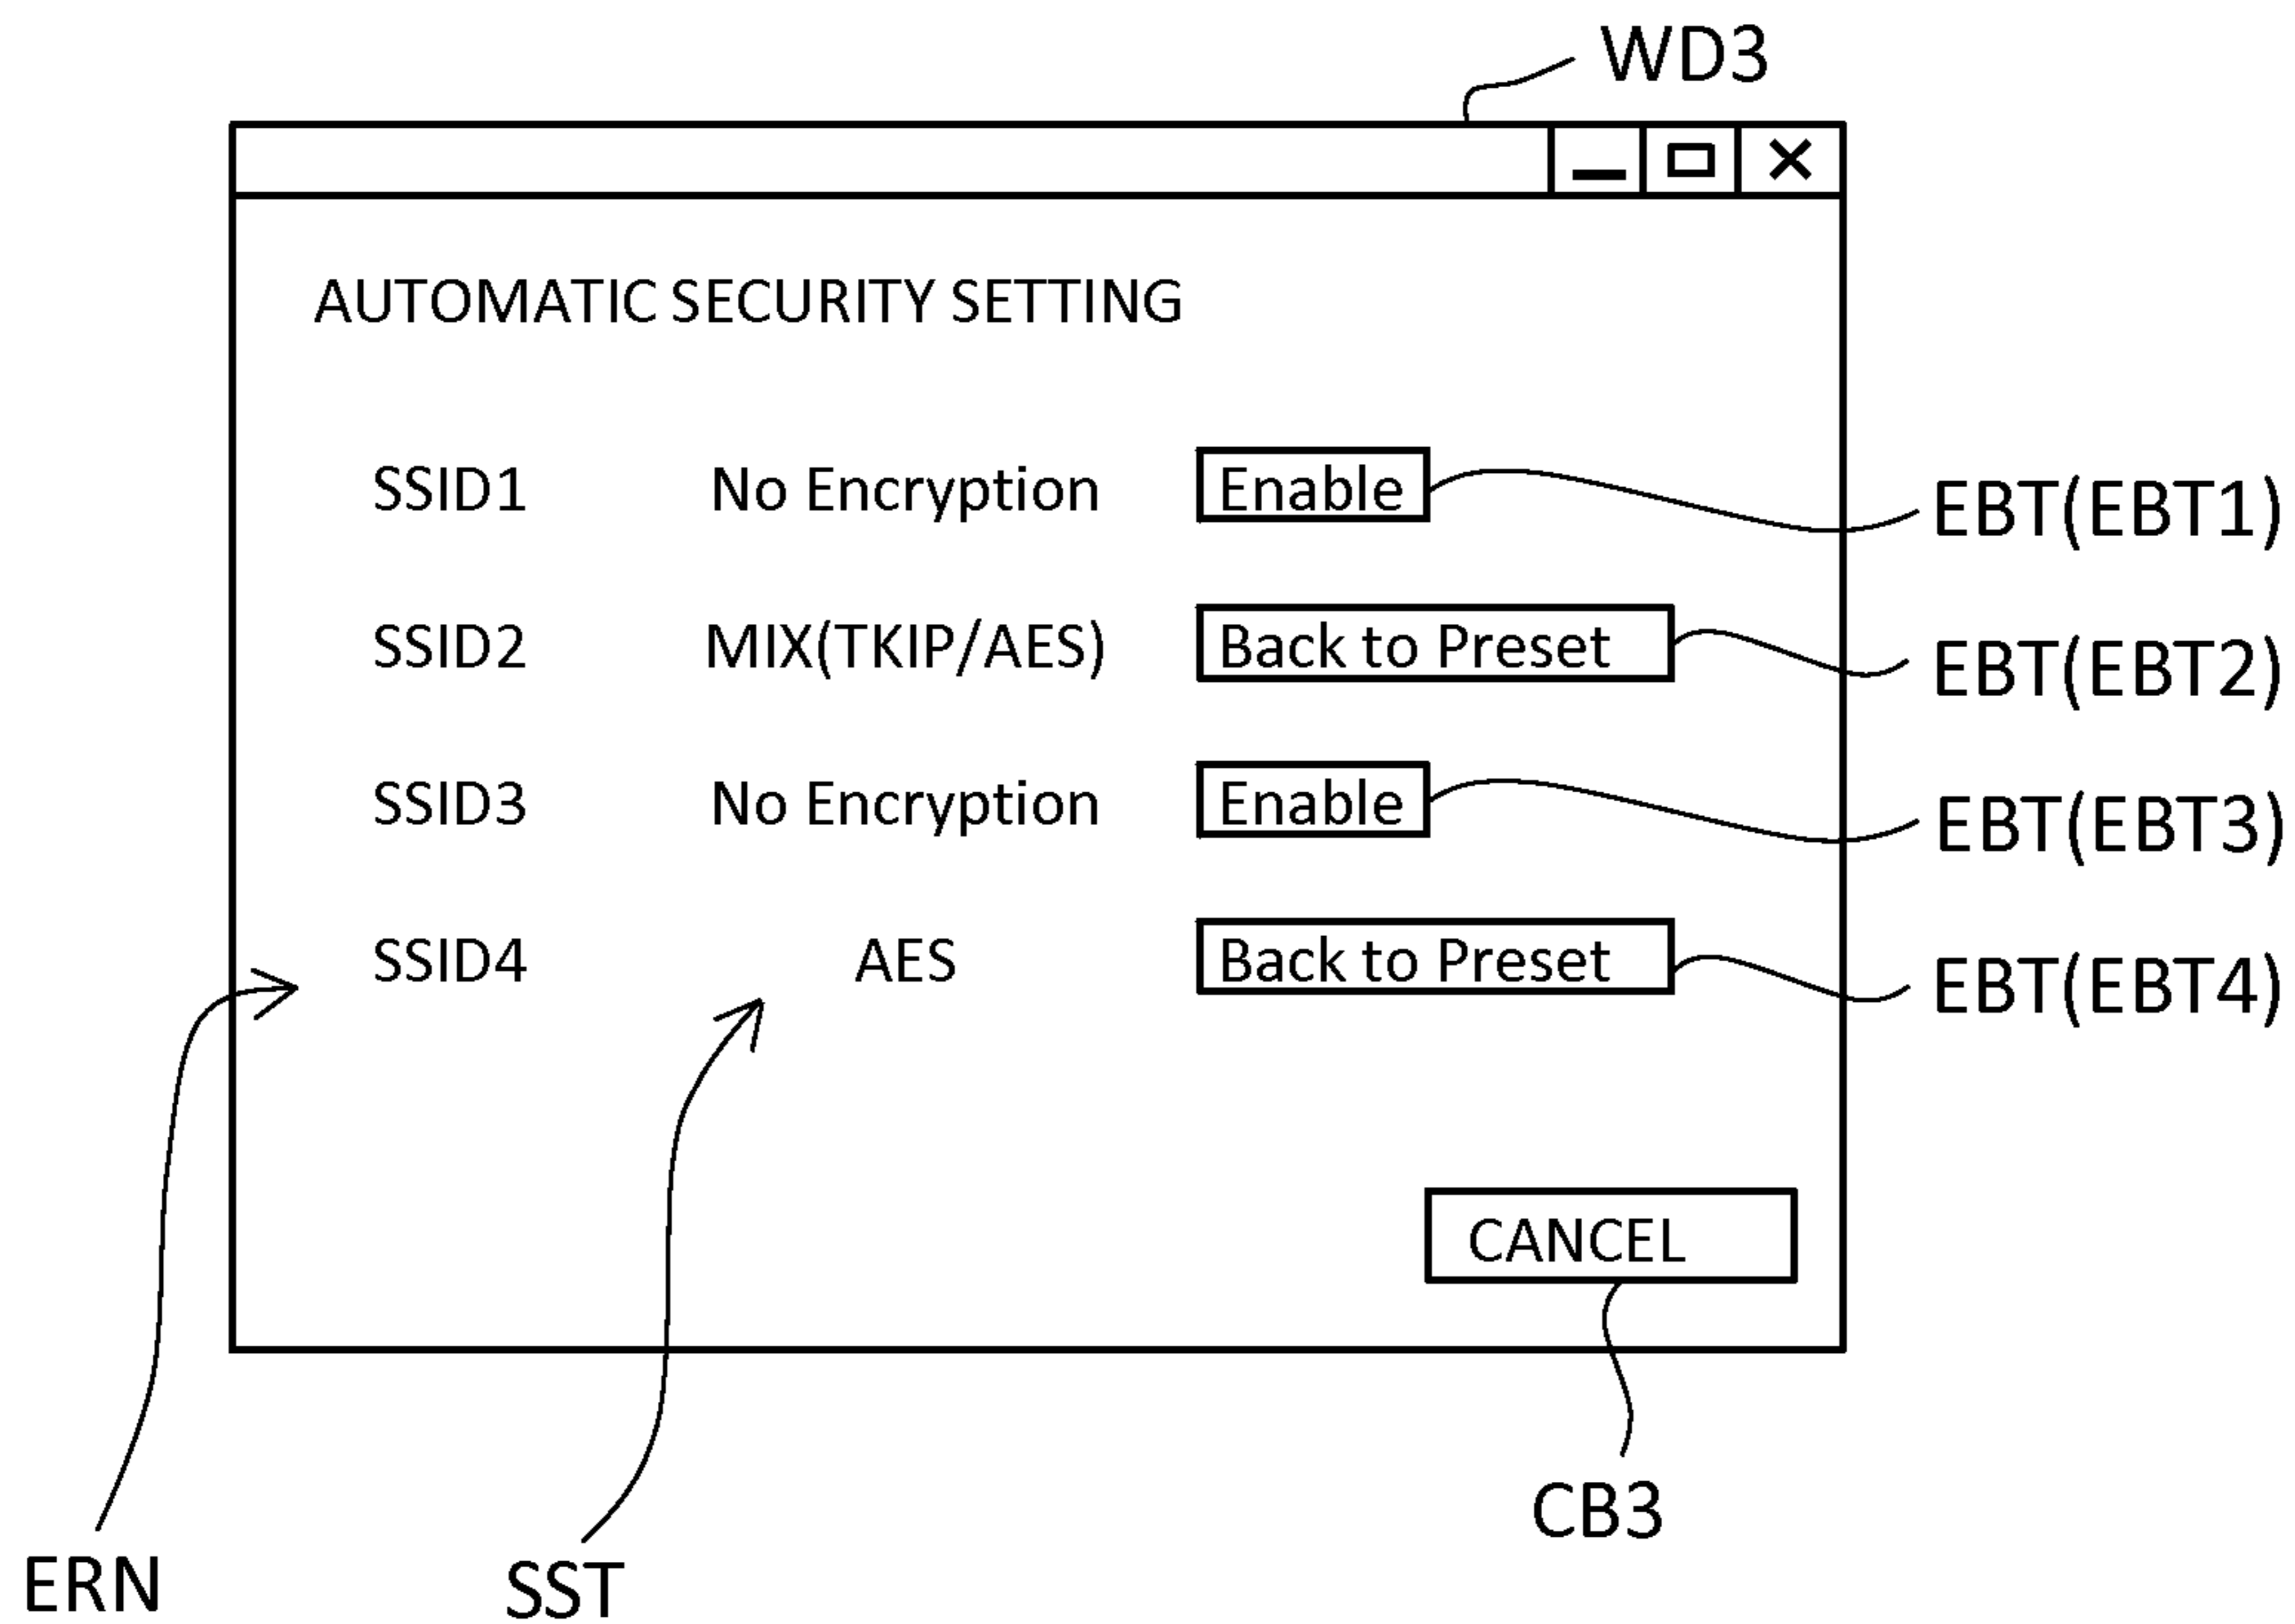 WD3
AUTOMATIC SECURITY SETTING
SSID1 No Encryption Enable EBT(EBT1)
SSID2 MIX(TKIP/AES) Back to Preset EBT(EBT2)
SSID3 No Encryption Enable EBT(EBT3)
SSID4 AES Back to Preset EBT(EBT4)
CANCEL
CB3
ERN SST